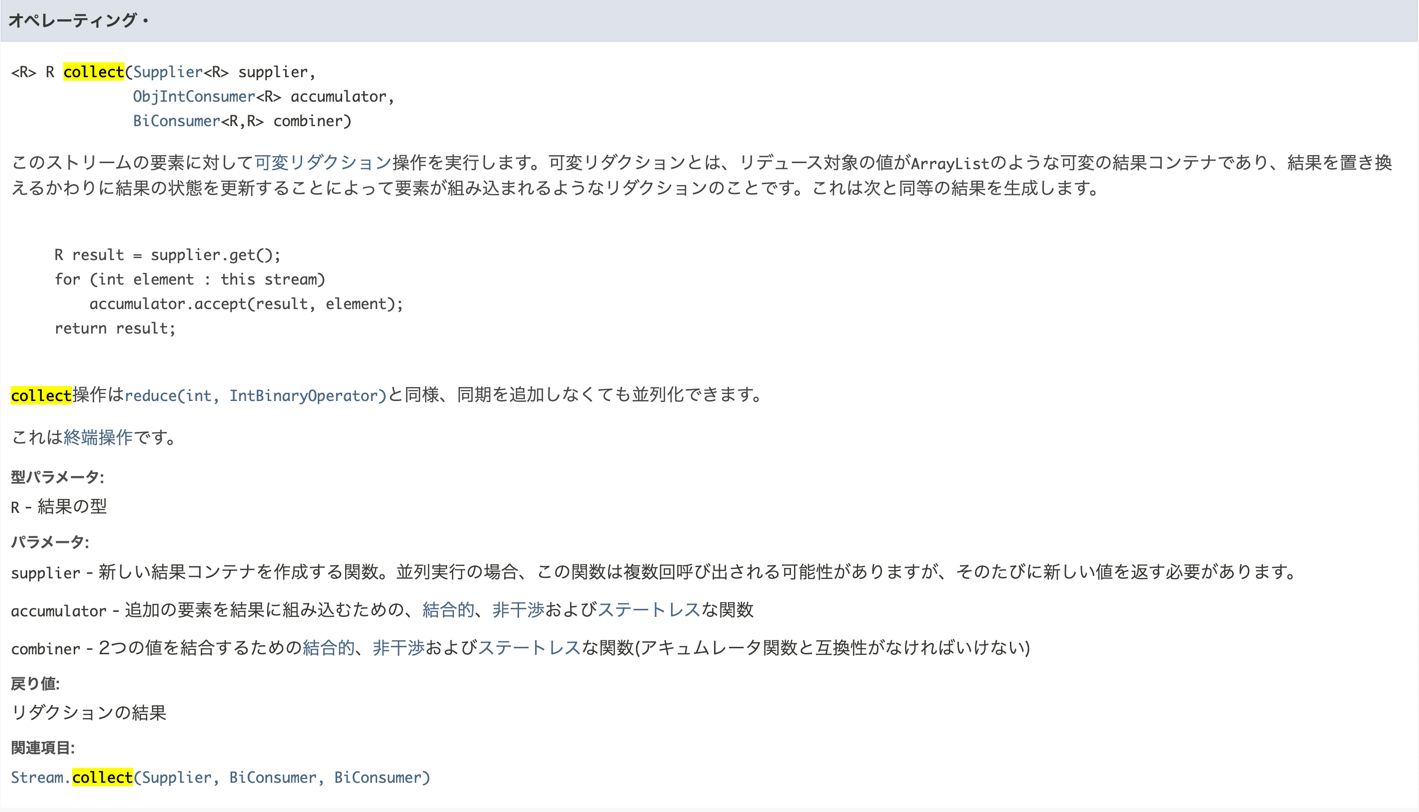 オペレーティング・
<R> R collect(Supplier<R> supplier,
ObjIntConsumer<R> accumulator,
BiConsumer<R,R> combiner)
このストリームの要素に対して可変リダクション操作を実行します。可変リダクションとは、リデュース対象の値がArrayListのような可変の結果コンテナであり、結果を置き換
えるかわりに結果の状態を更新することによって要素が組み込まれるようなリダクションのことです。これは次と同等の結果を生成します。
R result = supplier.get();
for (int element : this stream)
accumulator.accept(result, element);
return result;
collect操作はreduce(int, IntBinaryOperator)と同様、同期を追加しなくても並列化できます。
これは終端操作です。
型パラメータ:
R - 結果の型
パラメータ:
supplier - 新しい結果コンテナを作成する関数。並列実行の場合、この関数は複数回呼び出される可能性がありますが、そのたびに新しい値を返す必要があります。
accumulator - 追加の要素を結果に組み込むための、結合的、非干渉およびステートレスな関数
combiner - 2つの値を結合するための結合的、非干渉およびステートレスな関数(アキュムレータ関数と互換性がなければいけない)
戻り値:
リダクションの結果
関連項目:
Stream.collect(Supplier, BiConsumer, BiConsumer)